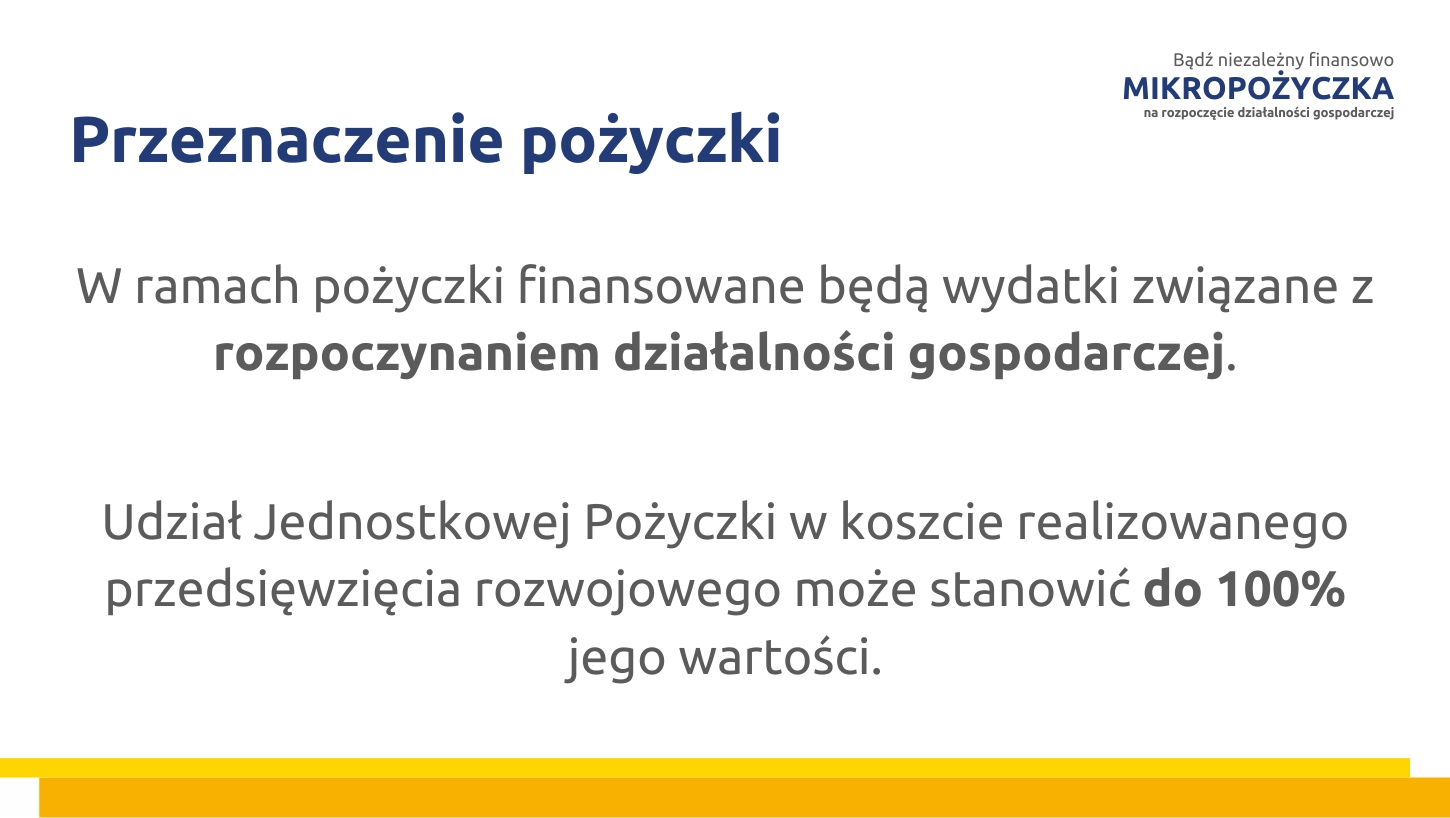 Bądź niezależny finansowo
MIKROPOŻYCZKA
na rozpoczęcie działalności gospodarczej
Przeznaczenie pożyczki
W ramach pożyczki finansowane będą wydatki związane z
rozpoczynaniem działalności gospodarczej.
Udział Jednostkowej Pożyczki w koszcie realizowanego
przedsięwzięcia rozwojowego może stanowić do 100%
jego wartości.